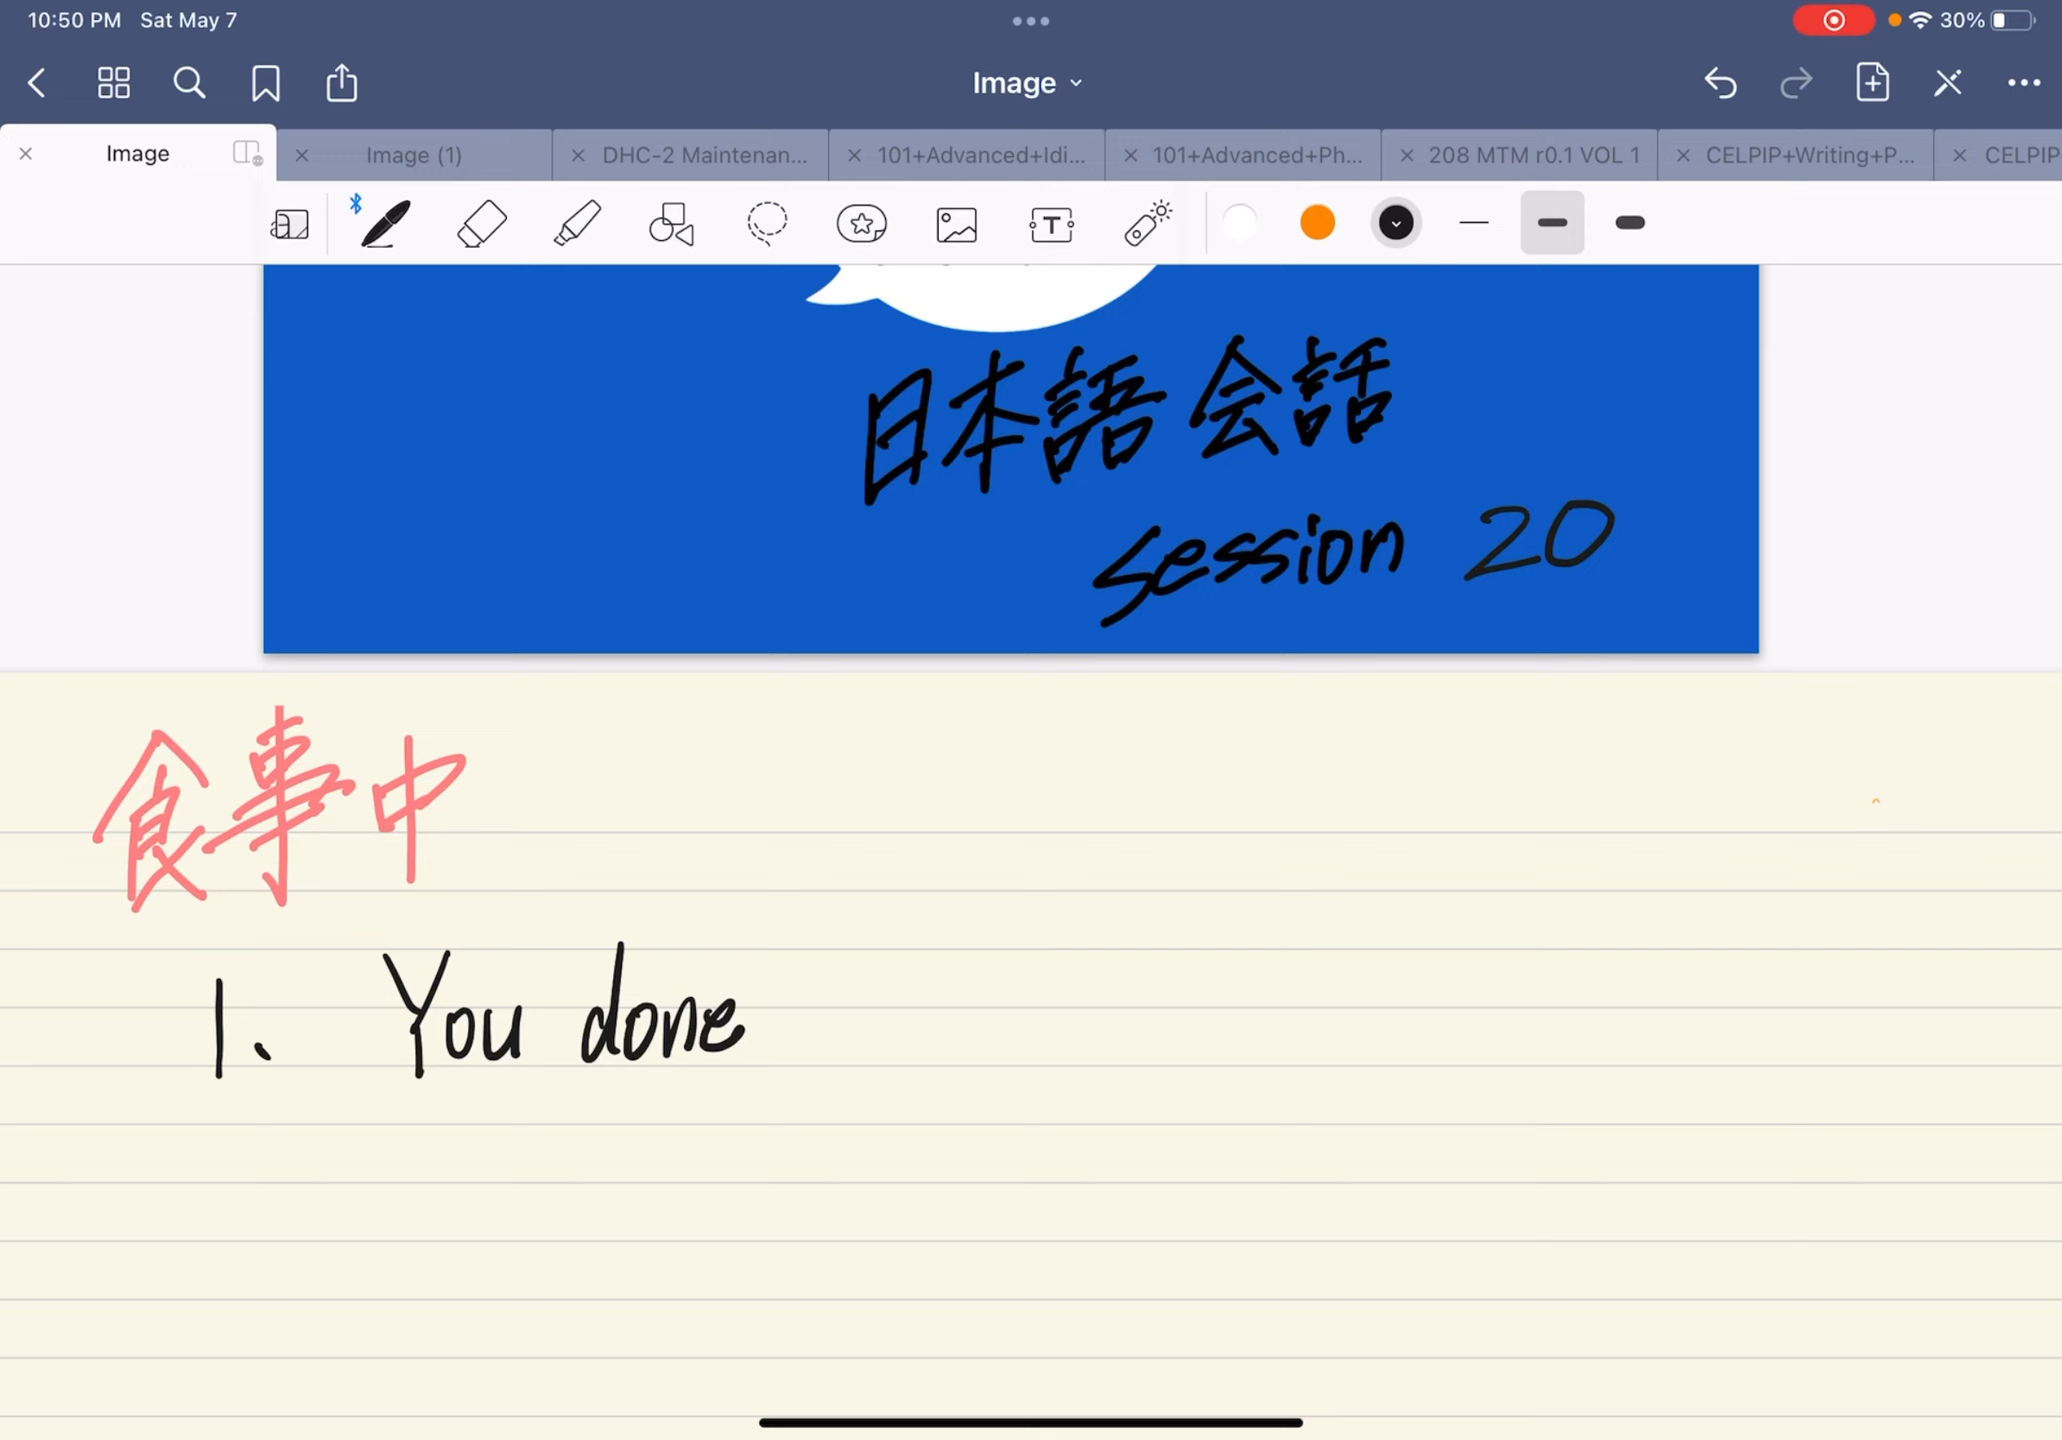 10:50 PM Sat May 7
30%
Image
Image
Image (1)
DHC-2 Maintenan...
101+Advanced+Idi...
101+Advanced+Ph...
208 MTM r0.1 VOL 1
CELPIP+Writing+P...
CELPIP
日本語会話
session 20
食事中
1. You done